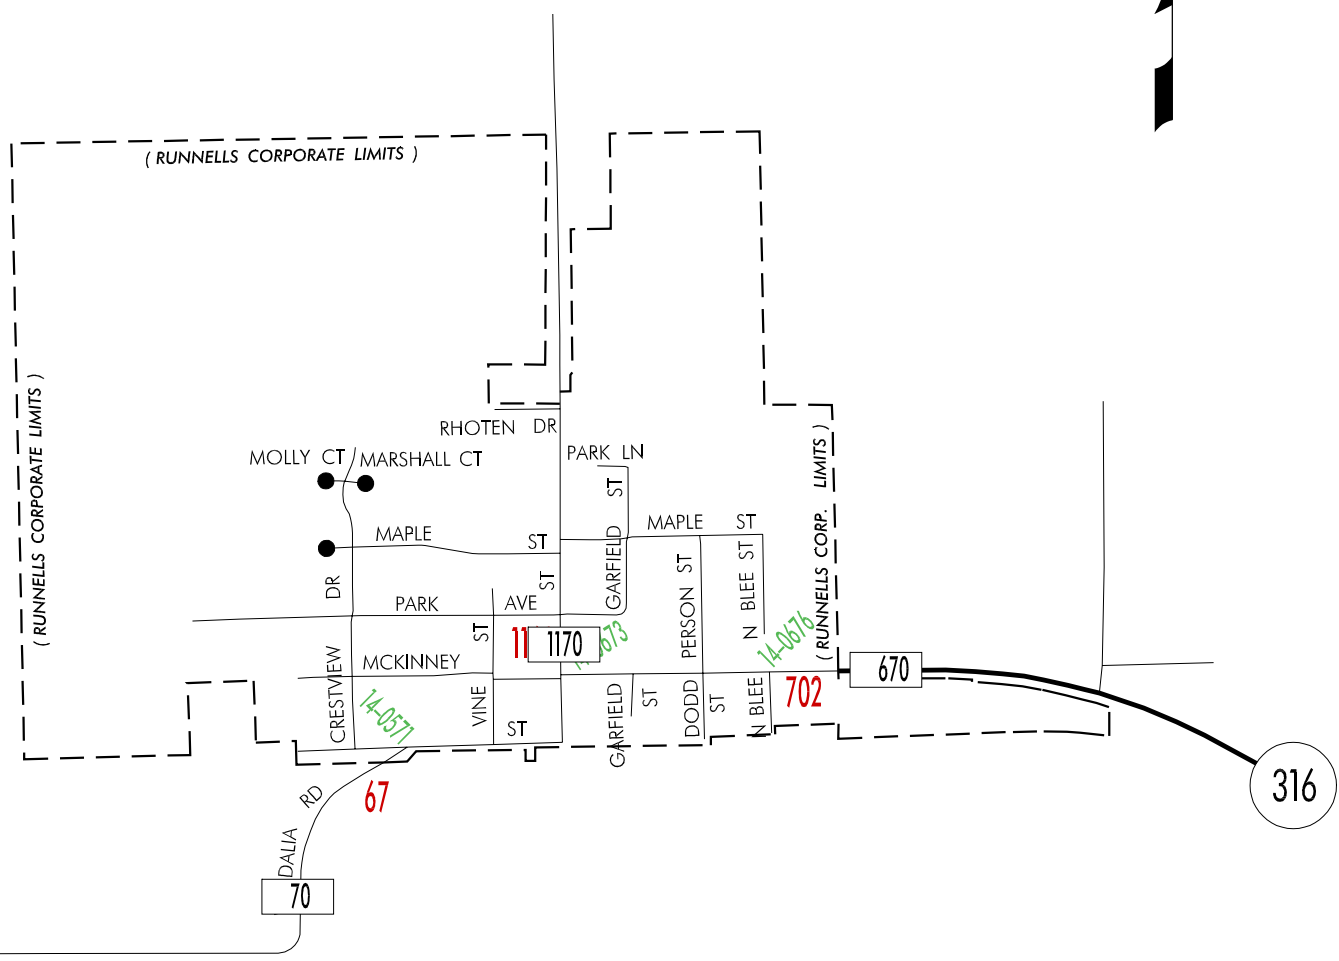 ( RUNNELLS CORPORATE LIMITS )
( RUNNELLS CORPORATE LIMITS )
RHOTEN DR
MOLLY CT
MARSHALL CT
PARK LN
MAPLE ST
MAPLE ST
GARFIELD ST
PERSON ST
N BLEE ST
( RUNNELLS CORP. LIMITS )
CRESTVIEW DR
PARK AVE
ST
VINE ST
MCKINNEY
ST
1170
14-0676
670
702
14-0571
GARFIELD ST
DODD ST
N BLEE
67
316
DALIA RD
70